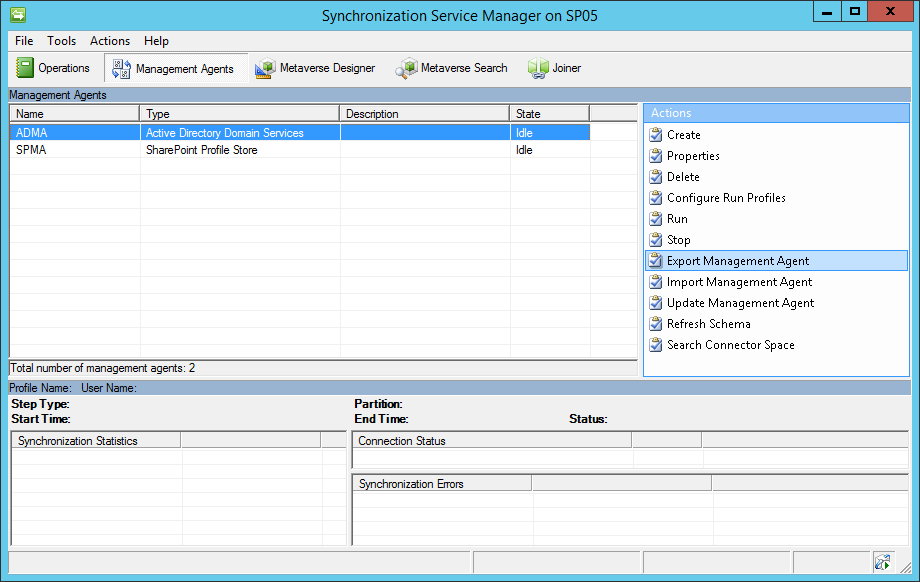 Synchronization Service Manager on SP05
File Tools Actions Help
Operations Management Agents Metaverse Designer Metaverse Search Joiner
Management Agents
Name Type Description State
ADMA Active Directory Domain Services Idle
SPMA SharePoint Profile Store Idle
Total number of management agents: 2
Actions
Create
Properties
Delete
Configure Run Profiles
Run
Stop
Export Management Agent
Import Management Agent
Update Management Agent
Refresh Schema
Search Connector Space
Profile Name: User Name:
Step Type:
Start Time:
Partition:
End Time: Status:
Synchronization Statistics
Connection Status
Synchronization Errors